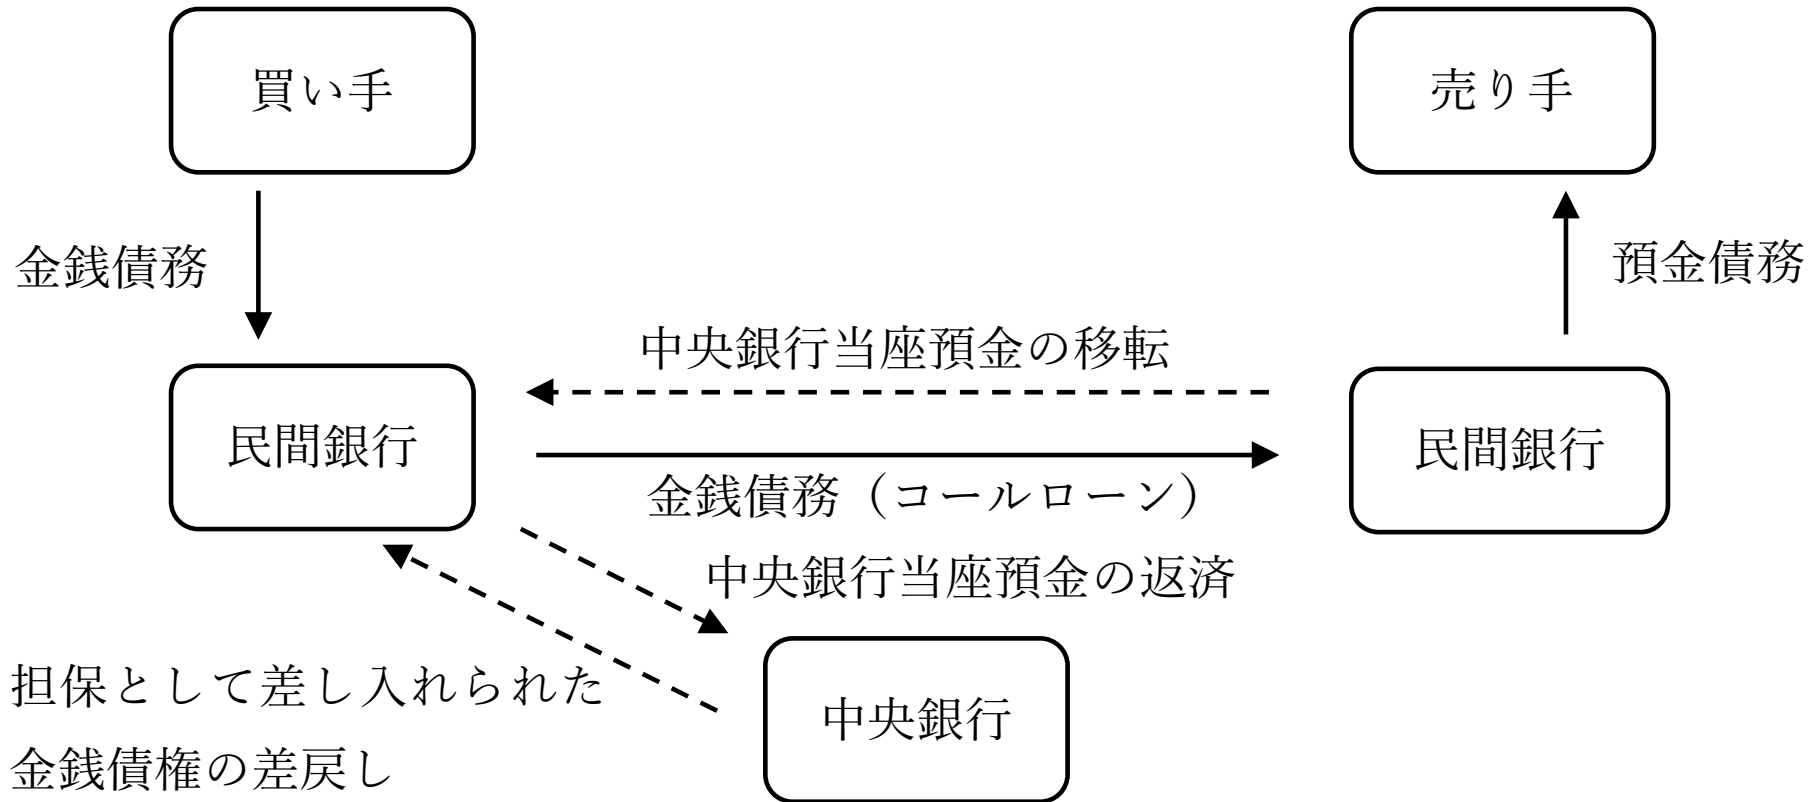 買い手
売り手
金銭債務
預金債務
中央銀行当座預金の移転
民間銀行
民間銀行
金銭債務（コールローン）
中央銀行当座預金の返済
担保として差し入れられた
金銭債権の差戻し
中央銀行